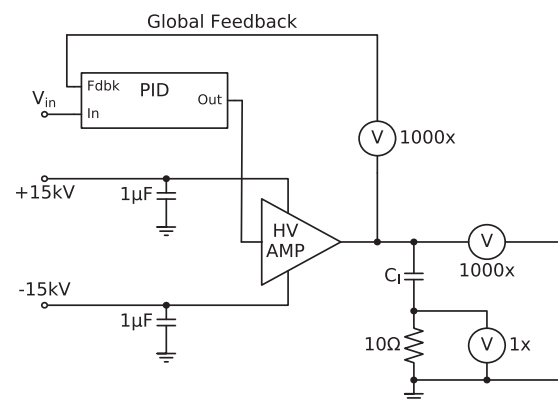 Global Feedback
Fdbk
PID
Out
Vin
In
V
1000x
+15kV
1μF
HV
AMP
V
1000x
-15kV
1μF
CI
10Ω
V
1x